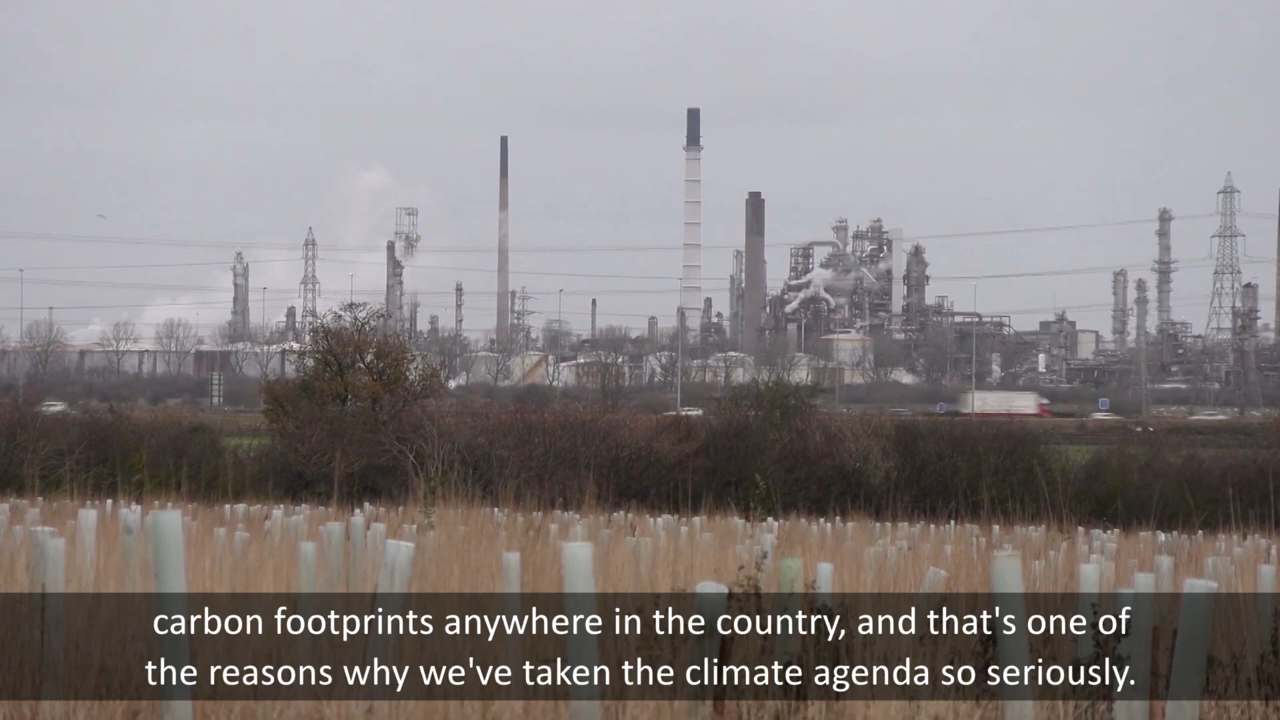 carbon footprints anywhere in the country, and that's one of
the reasons why we've taken the climate agenda so seriously.